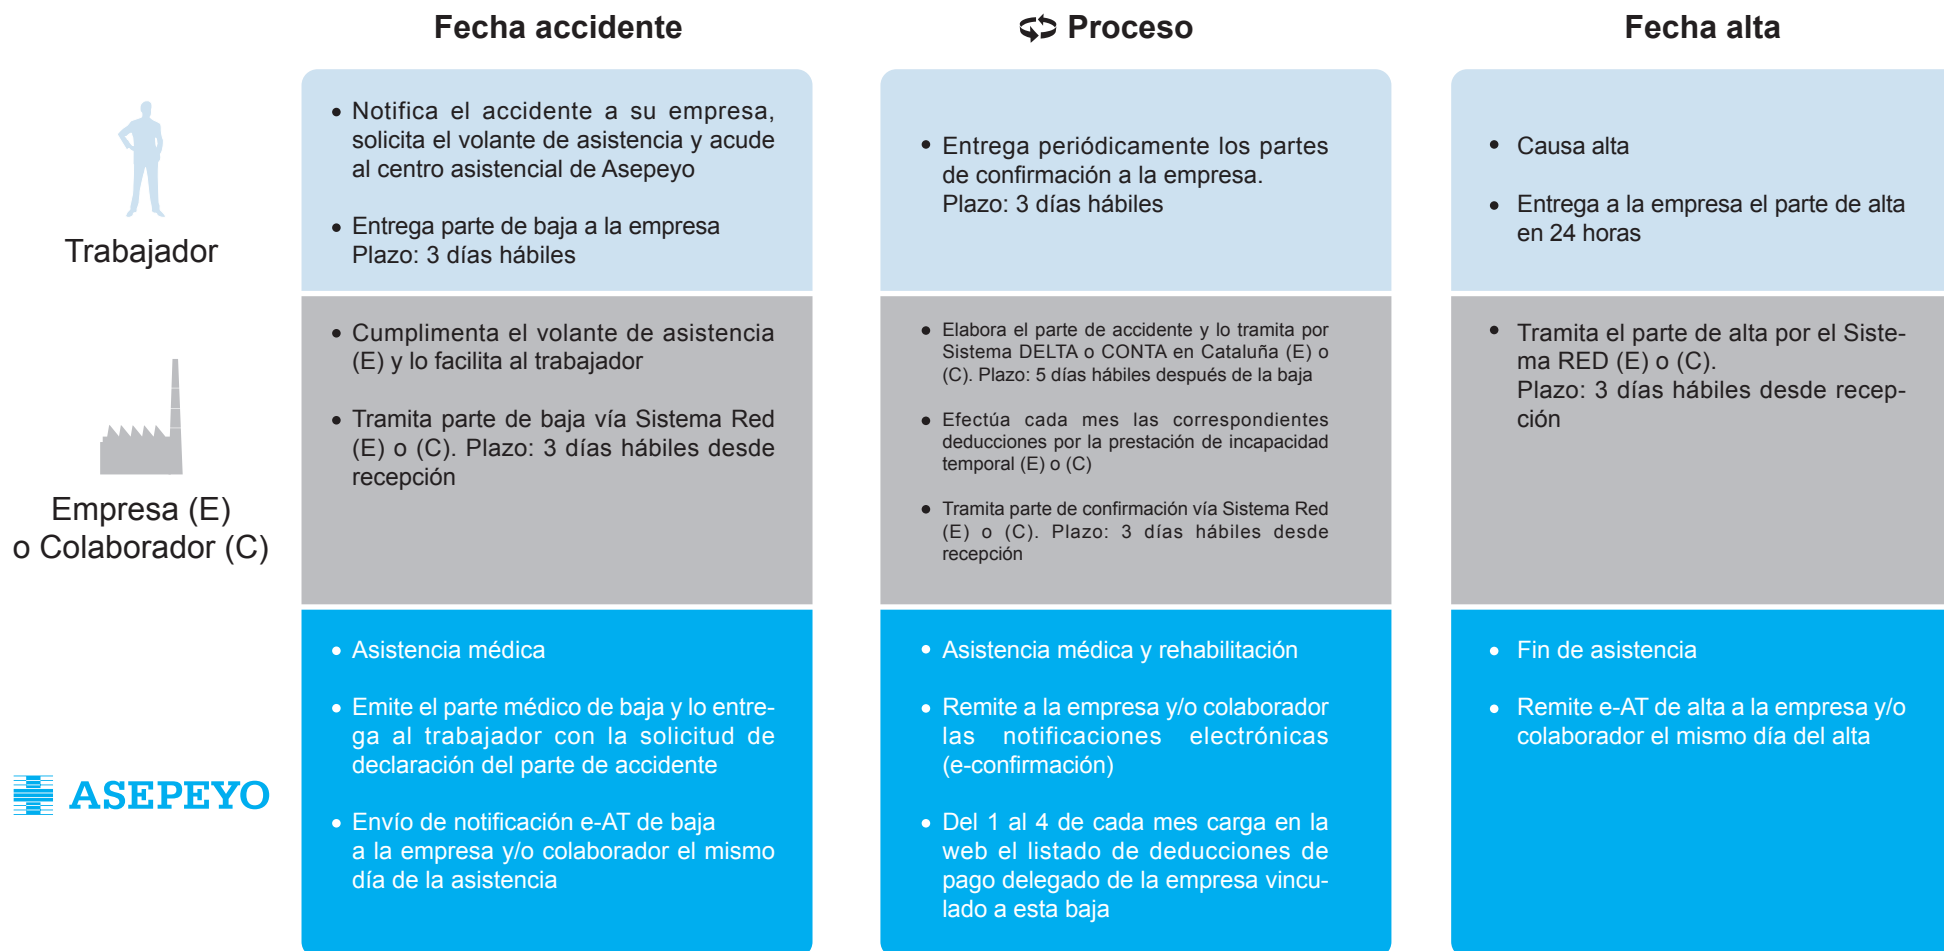 Fecha accidente
Proceso
Fecha alta
Trabajador
• Notifica el accidente a su empresa,
solicita el volante de asistencia y acude
al centro asistencial de Asepeyo
• Entrega parte de baja a la empresa
Plazo: 3 días hábiles
• Entrega periódicamente los partes
de confirmación a la empresa.
Plazo: 3 días hábiles
• Causa alta
• Entrega a la empresa el parte de alta
en 24 horas
Empresa (E)
o Colaborador (C)
• Cumplimenta el volante de asistencia
(E) y lo facilita al trabajador
• Tramita parte de baja vía Sistema Red
(E) o (C). Plazo: 3 días hábiles desde
recepción
• Elabora el parte de accidente y lo tramita por
Sistema DELTA o CONTA en Cataluña (E) o
(C). Plazo: 5 días hábiles después de la baja
• Efectúa cada mes las correspondientes
deducciones por la prestación de incapacidad
temporal (E) o (C)
• Tramita parte de confirmación vía Sistema Red
(E) o (C). Plazo: 3 días hábiles desde
recepción
• Tramita el parte de alta por el Siste-
ma RED (E) o (C).
Plazo: 3 días hábiles desde recep-
ción
ASEPEYO
• Asistencia médica
• Emite el parte médico de baja y lo entre-
ga al trabajador con la solicitud de
declaración del parte de accidente
• Envío de notificación e-AT de baja
a la empresa y/o colaborador el mismo
día de la asistencia
• Asistencia médica y rehabilitación
• Remite a la empresa y/o colaborador
las notificaciones electrónicas
(e-confirmación)
• Del 1 al 4 de cada mes carga en la
web el listado de deducciones de
pago delegado de la empresa vincu-
lado a esta baja
• Fin de asistencia
• Remite e-AT de alta a la empresa y/o
colaborador el mismo día del alta